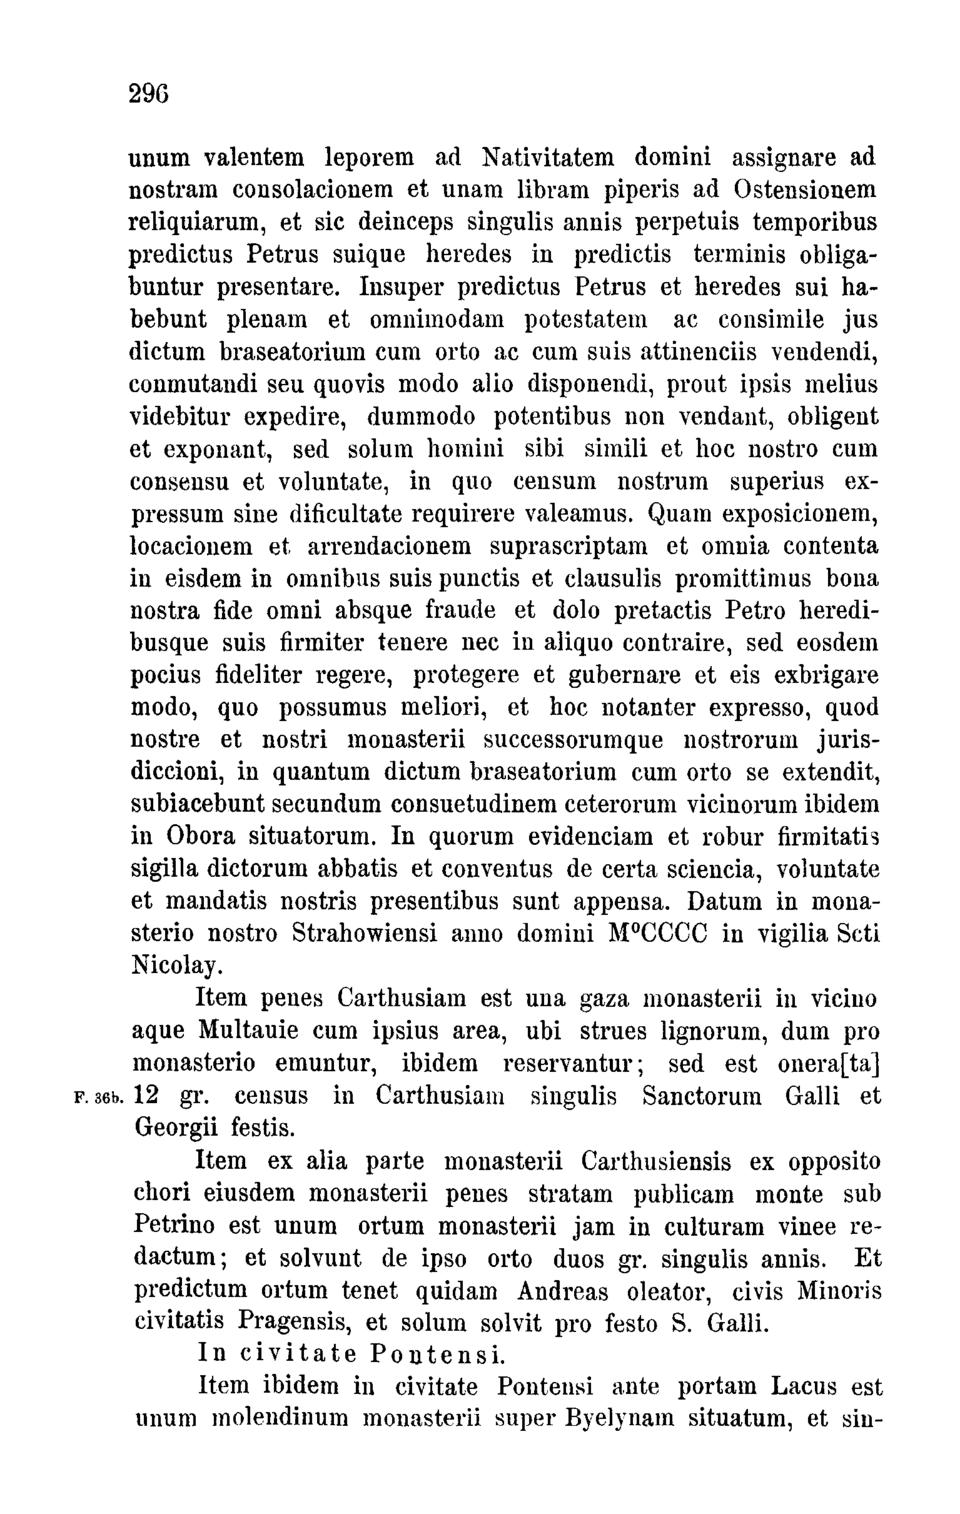 296
unum valentem leporem ad Nativitatem domini assignare ad
nostram consolacionem et unam libram piperis ad Ostensionem
reliquiarum, et sic deinceps singulis annis perpetuis temporibus
predictus Petrus suique heredes in predictis terminis obliga-
buntur presentare. Insuper predictus Petrus et heredes sui ha-
bebunt plenam et omnimodam potestatem ac consimile jus
dictum braseatorium cum orto ac cum suis attinenciis vendendi,
conmutandi seu quovis modo alio disponendi, prout ipsis melius
videbitur expedire, dummodo potentibus non vendant, obligent
et exponant, sed solum homini sibi simili et hoc nostro cum
consensu et voluntate, in quo censum nostrum superius ex-
pressum sine dificultate requirere valeamus. Quam exposicionem,
locacionem et arrendacionem suprascriptam et omnia contenta
in eisdem in omnibus suis punctis et clausulis promittimus bona
nostra fide omni absque fraude et dolo pretactis Petro heredi-
busque suis firmiter tenere nec in aliquo contraire, sed eosdem
pocius fideliter regere, protegere et gubernare et eis exbrigare
modo, quo possumus meliori, et hoc notanter expresso, quod
nostre et nostri monasterii successorumque nostrorum juris-
diccioni, in quantum dictum braseatorium cum orto se extendit,
subiacebunt secundum consuetudinem ceterorum vicinorum ibidem
in Obora situatorum. In quorum evidenciam et robur firmitatis
sigilla dictorum abbatis et conventus de certa sciencia, voluntate
et mandatis nostris presentibus sunt appensa. Datum in mona-
sterio nostro Strahowiensi anno domini MºCCCC in vigilia Scti
Nicolay.
Item penes Carthusiam est una gaza monasterii in vicino
aque Multauie cum ipsius area, ubi strues lignorum, dum pro
monasterio emuntur, ibidem reservantur; sed est onera[ta]
F. 36b. 12 gr. census in Carthusiam singulis Sanctorum Galli et
Georgii festis.
Item ex alia parte monasterii Carthusiensis ex opposito
chori eiusdem monasterii penes stratam publicam monte sub
Petrino est unum ortum monasterii jam in culturam vinee re-
dactum; et solvunt de ipso orto duos gr. singulis annis. Et
predictum ortum tenet quidam Andreas oleator, civis Minoris
civitatis Pragensis, et solum solvit pro festo S. Galli.
In civitate Pontensi.
Item ibidem in civitate Pontensi ante portam Lacus est
unum molendinum monasterii super Byelynam situatum, et sin-